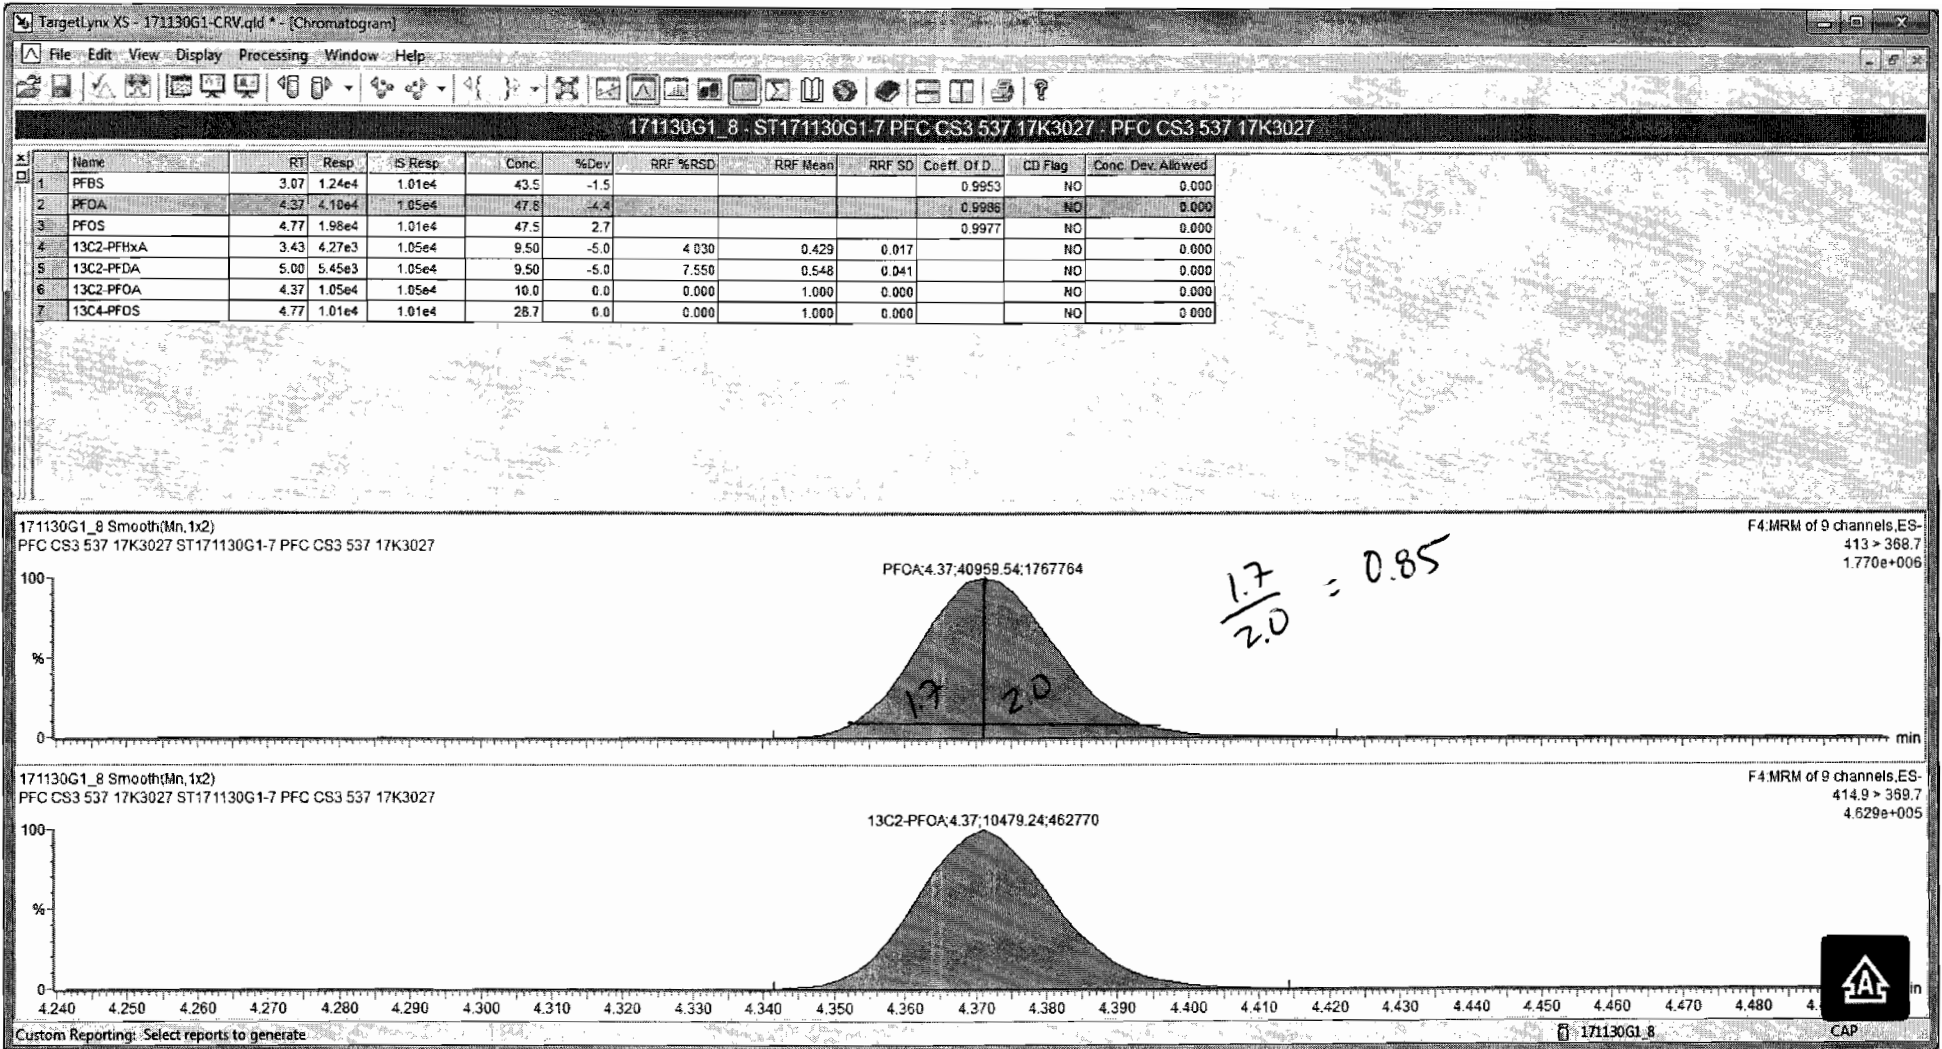 TargetLynx XS - 171130G1-CRV.qld * - [Chromatogram]
File Edit View Display Processing Window Help
171130G1_8 - ST171130G1-7 PFC CS3 537 17K3027 - PFC CS3 537 17K3027
Name RT Resp IS Resp Conc. %Dev RRF %RSD RRF Mean RRF SD Coeff. Of D... CD Flag Conc. Dev. Allowed
1 PFBS 3.07 1.24e4 1.01e4 43.5 -1.5 0.9953 NO 0.000
2 PFOA 4.37 4.10e4 1.05e4 47.8 -4.4 0.9986 NO 0.000
3 PFOS 4.77 1.98e4 1.01e4 47.5 2.7 0.9977 NO 0.000
4 13C2-PFHxA 3.43 4.27e3 1.05e4 9.50 -5.0 4.030 0.429 0.017 NO 0.000
5 13C2-PFDA 5.00 5.45e3 1.05e4 9.50 -5.0 7.550 0.548 0.041 NO 0.000
6 13C2-PFOA 4.37 1.05e4 1.05e4 10.0 0.0 0.000 1.000 0.000 NO 0.000
7 13C4-PFOS 4.77 1.01e4 1.01e4 28.7 0.0 0.000 1.000 0.000 NO 0.000
171130G1_8 Smooth(Mn,1x2)
PFC CS3 537 17K3027 ST171130G1-7 PFC CS3 537 17K3027
F4:MRM of 9 channels,ES-
413 > 368.7
1.770e+006
PFOA;4.37;40959.54;1767764
1.7
2.0
= 0.85
100
%
0
1.7 2.0
min
171130G1_8 Smooth(Mn,1x2)
PFC CS3 537 17K3027 ST171130G1-7 PFC CS3 537 17K3027
F4:MRM of 9 channels,ES-
414.9 > 369.7
4.629e+005
13C2-PFOA;4.37;10479.24;462770
100
%
0
4.240 4.250 4.260 4.270 4.280 4.290 4.300 4.310 4.320 4.330 4.340 4.350 4.360 4.370 4.380 4.390 4.400 4.410 4.420 4.430 4.440 4.450 4.460 4.470 4.480
Custom Reporting: Select reports to generate
171130G1_8
CAP